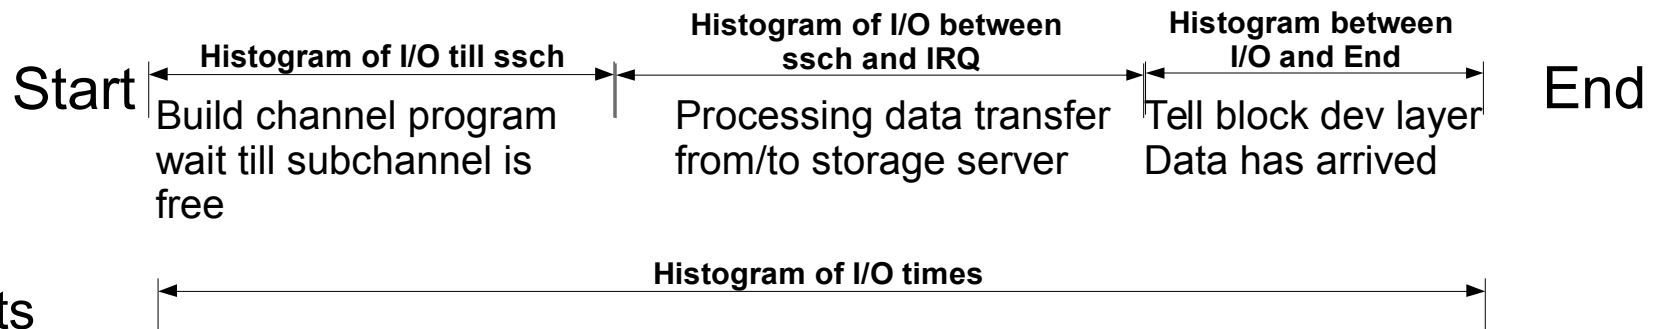 Start
Histogram of I/O till ssch
Build channel program
wait till subchannel is
free
Histogram of I/O between
ssch and IRQ
Processing data transfer
from/to storage server
Histogram between
I/O and End
Tell block dev layer
Data has arrived
End
Histogram of I/O times
ts